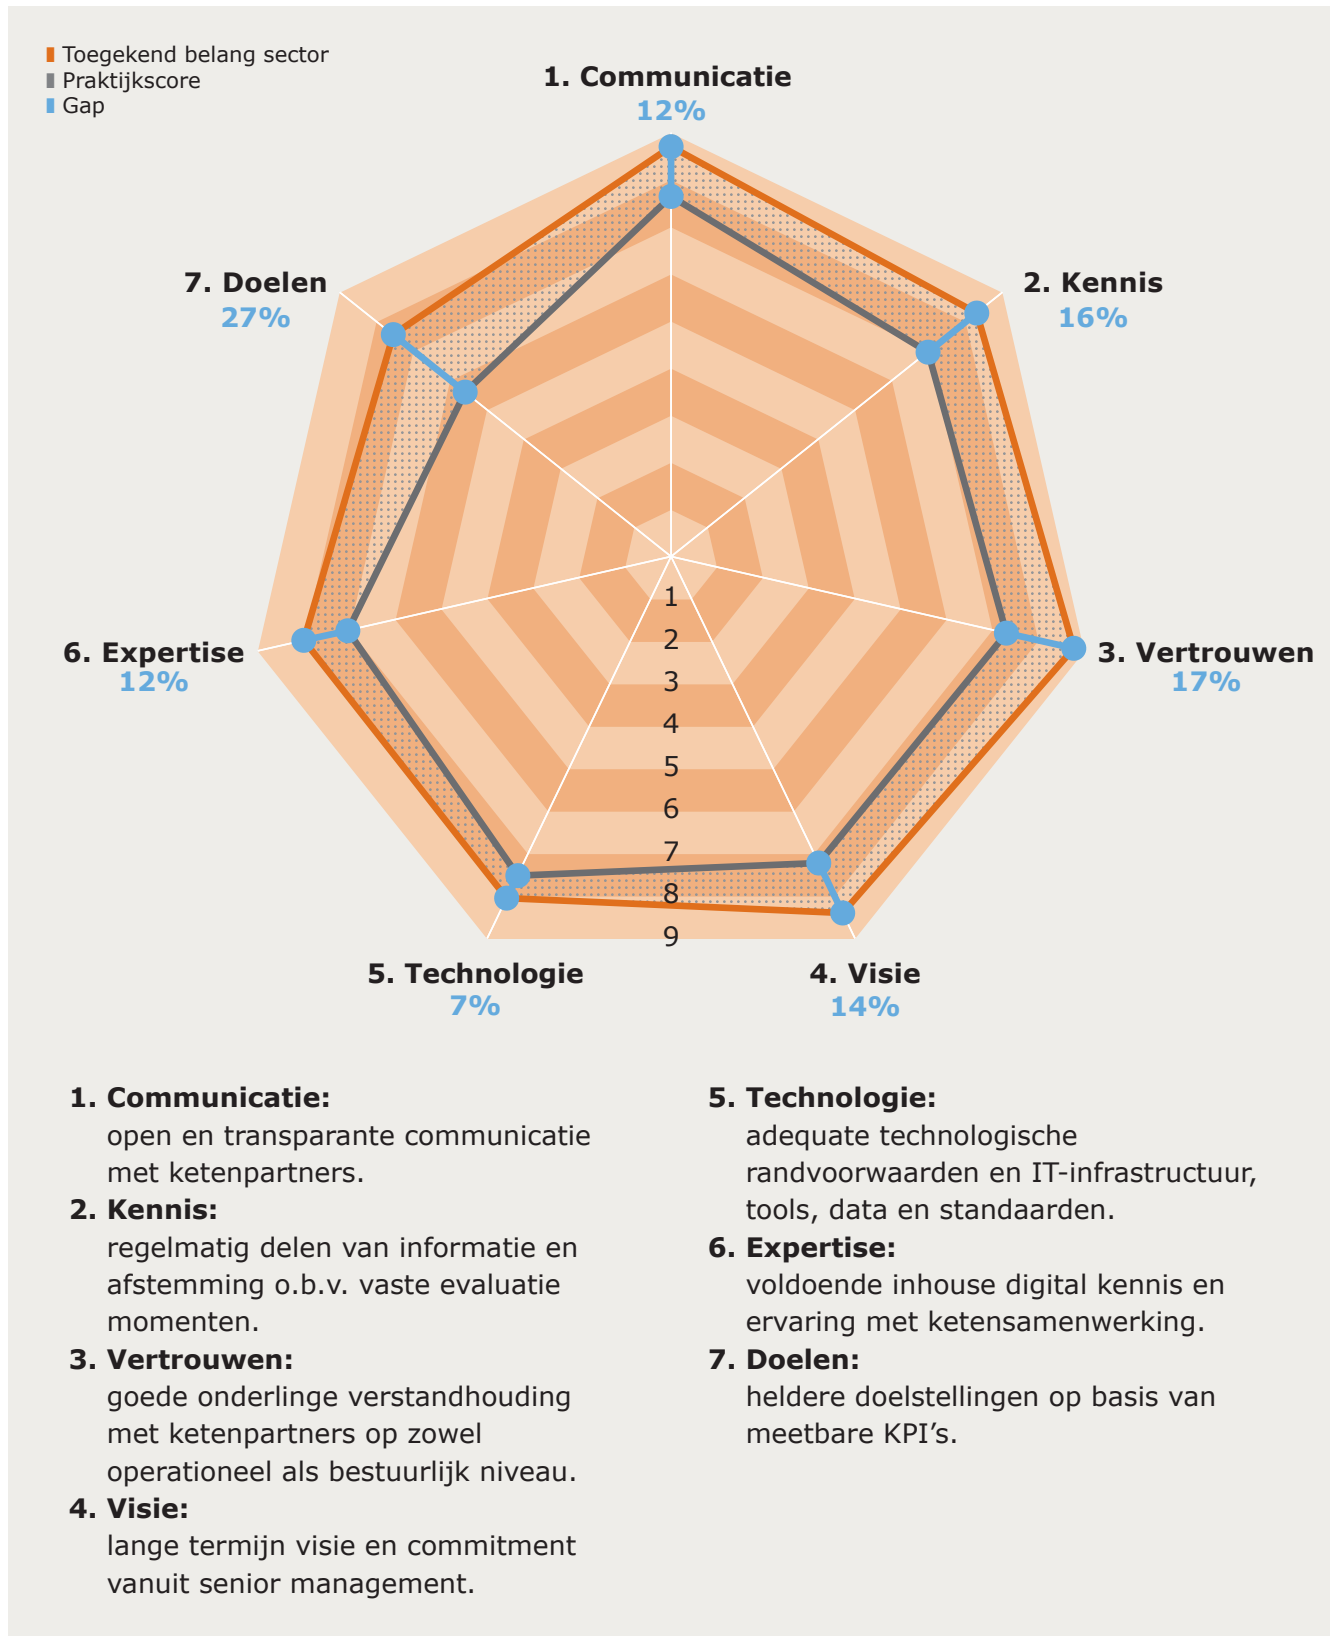 Toegekend belang sector
Praktijkscore
Gap
1. Communicatie
12%
2. Kennis
16%
3. Vertrouwen
17%
4. Visie
14%
5. Technologie
7%
6. Expertise
12%
7. Doelen
27%
1
2
3
4
5
6
7
8
9
1. Communicatie:
open en transparante communicatie
met ketenpartners.
2. Kennis:
regelmatig delen van informatie en
afstemming o.b.v. vaste evaluatie
momenten.
3. Vertrouwen:
goede onderlinge verstandhouding
met ketenpartners op zowel
operationeel als bestuurlijk niveau.
4. Visie:
lange termijn visie en commitment
vanuit senior management.
5. Technologie:
adequate technologische
randvoorwaarden en IT-infrastructuur,
tools, data en standaarden.
6. Expertise:
voldoende inhouse digital kennis en
ervaring met ketensamenwerking.
7. Doelen:
heldere doelstellingen op basis van
meetbare KPI’s.